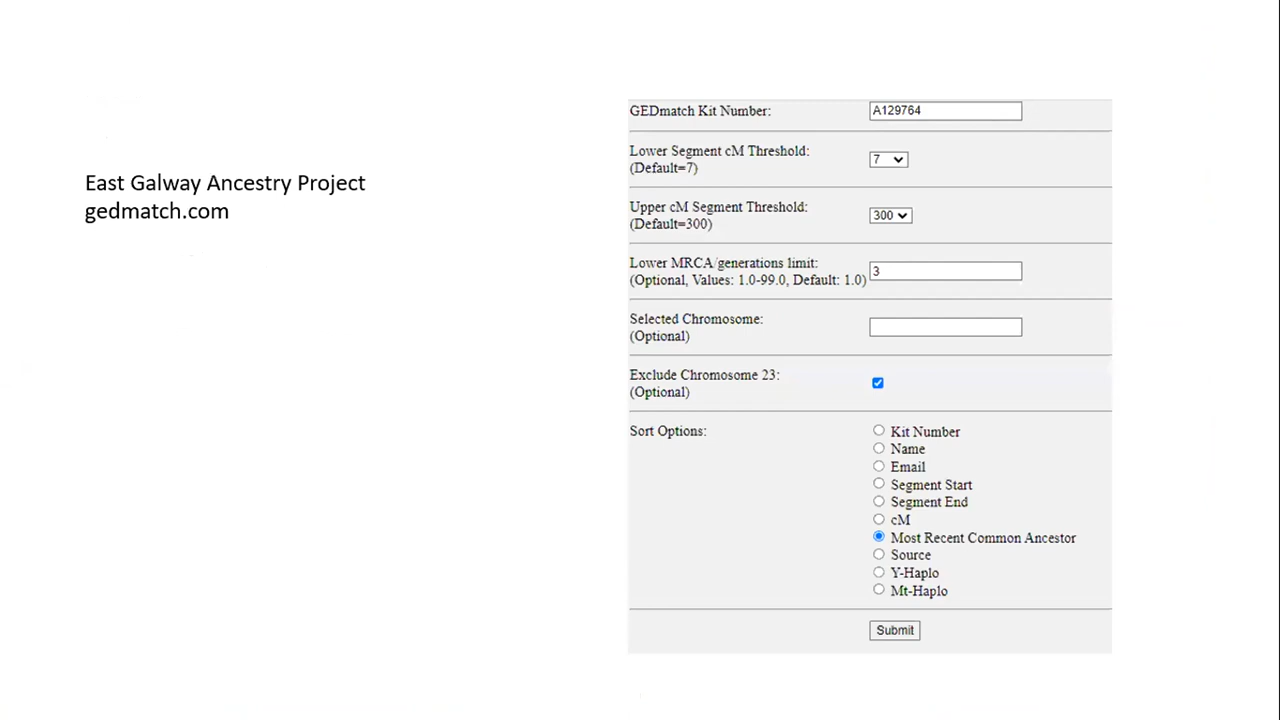 East Galway Ancestry Project
gedmatch.com
GEDmatch Kit Number: A129764
Lower Segment cM Threshold: 7
(Default=7)
Upper cM Segment Threshold: 300
(Default=300)
Lower MRCA/generations limit: 3
(Optional, Values: 1.0-99.0, Default: 1.0)
Selected Chromosome:
(Optional)
Exclude Chromosome 23:
(Optional)
Sort Options:
Kit Number
Name
Email
Segment Start
Segment End
cM
Most Recent Common Ancestor
Source
Y-Haplo
Mt-Haplo
Submit